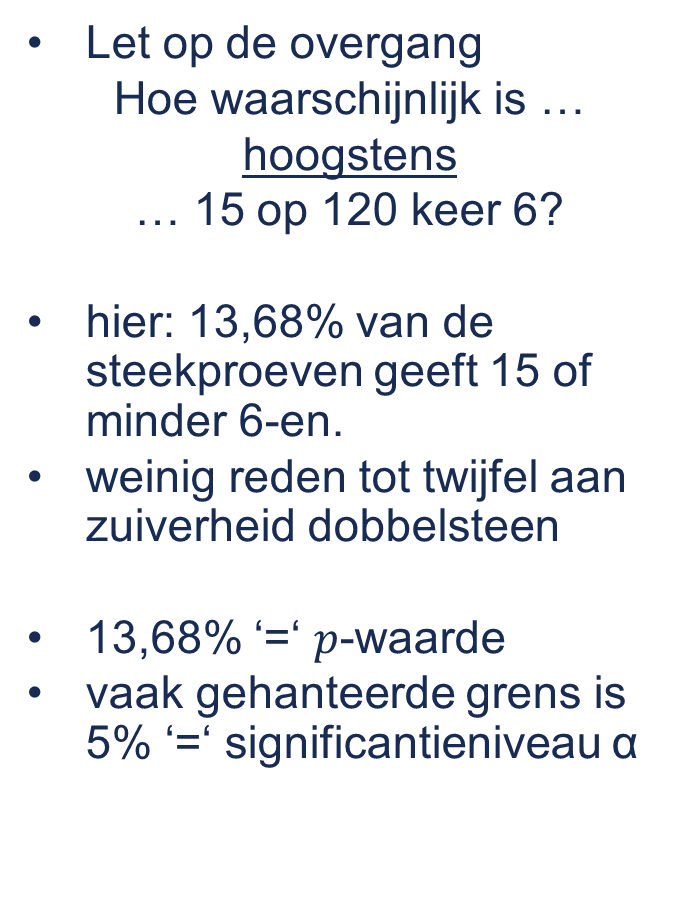 • Let op de overgang
Hoe waarschijnlijk is …
hoogstens
… 15 op 120 keer 6?
• hier: 13,68% van de
steekproeven geeft 15 of
minder 6-en.
• weinig reden tot twijfel aan
zuiverheid dobbelsteen
• 13,68% ‘=‘ 𝑝-waarde
• vaak gehanteerde grens is
5% ‘=‘ significantieniveau α